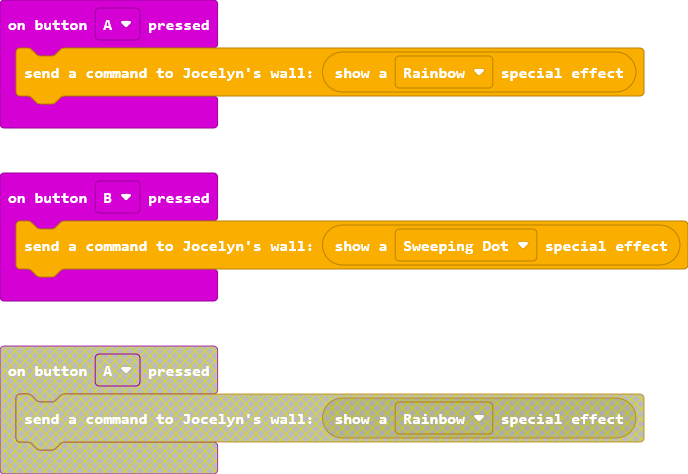 on button A pressed
send a command to Jocelyn's wall: show a Rainbow special effect
on button B pressed
send a command to Jocelyn's wall: show a Sweeping Dot special effect
on button A pressed
send a command to Jocelyn's wall: show a Rainbow special effect